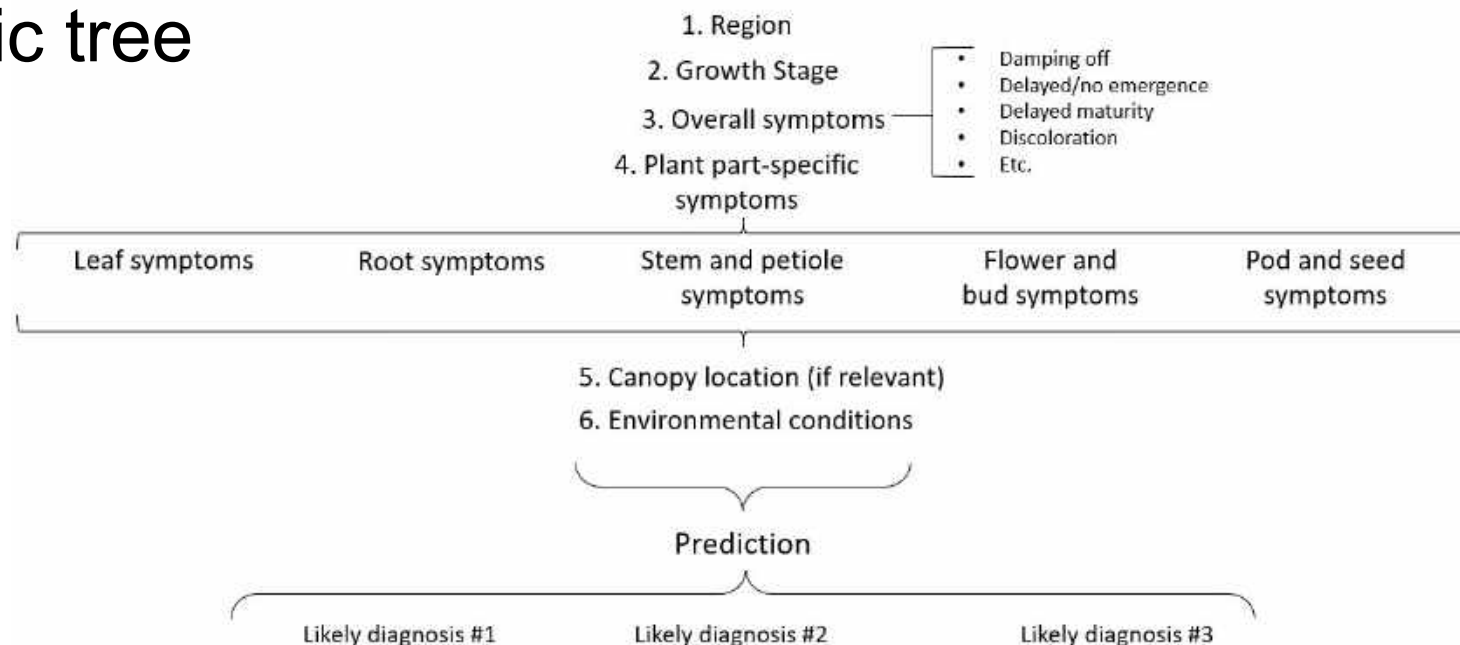 ic tree
1. Region
2. Growth Stage
3. Overall symptoms
• Damping off
• Delayed/no emergence
• Delayed maturity
• Discoloration
• Etc.
4. Plant part-specific
symptoms
Leaf symptoms
Root symptoms
Stem and petiole
symptoms
Flower and
bud symptoms
Pod and seed
symptoms
5. Canopy location (if relevant)
6. Environmental conditions
Prediction
Likely diagnosis #1
Likely diagnosis #2
Likely diagnosis #3